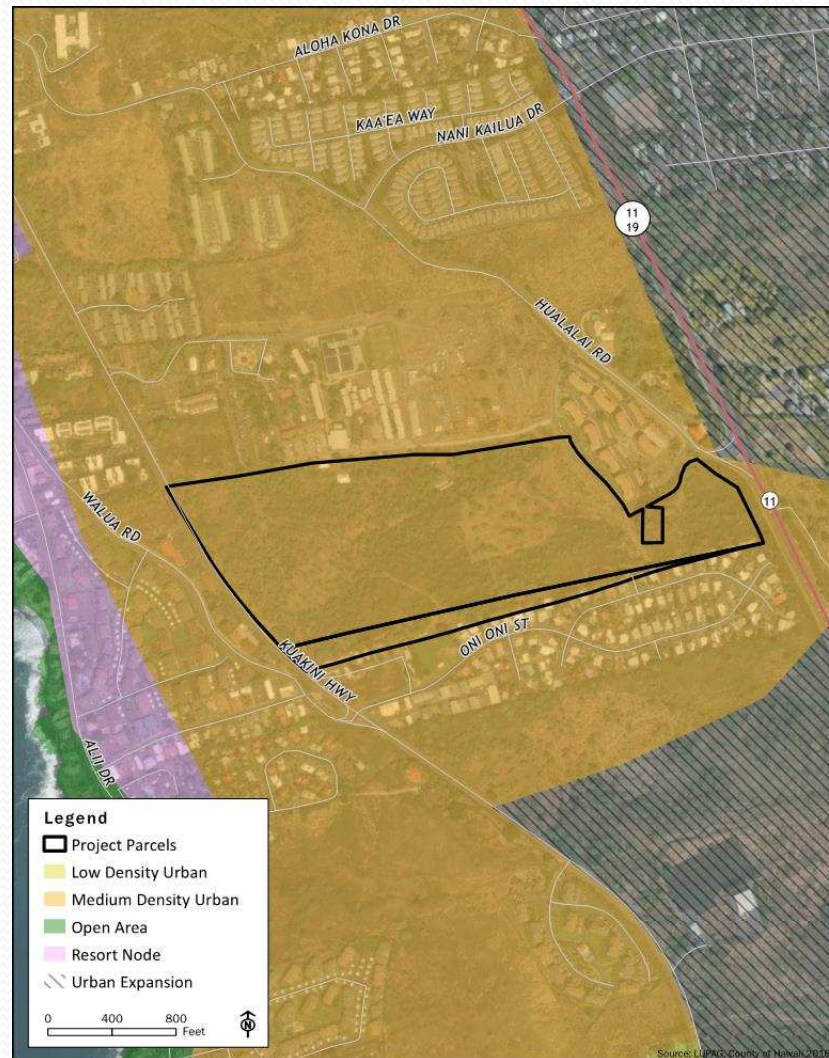 ALOHA KONA DR
KAA'EA WAY
NANI KAILUA DR
11
19
HUALALAI RD
WALUA RD
11
ONI ONI ST
KUAKINI HWY
ALII DR
Legend
Project Parcels
Low Density Urban
Medium Density Urban
Open Area
Resort Node
Urban Expansion
0 400 800
Feet
N
Source: LUPAG, County of Hawaii